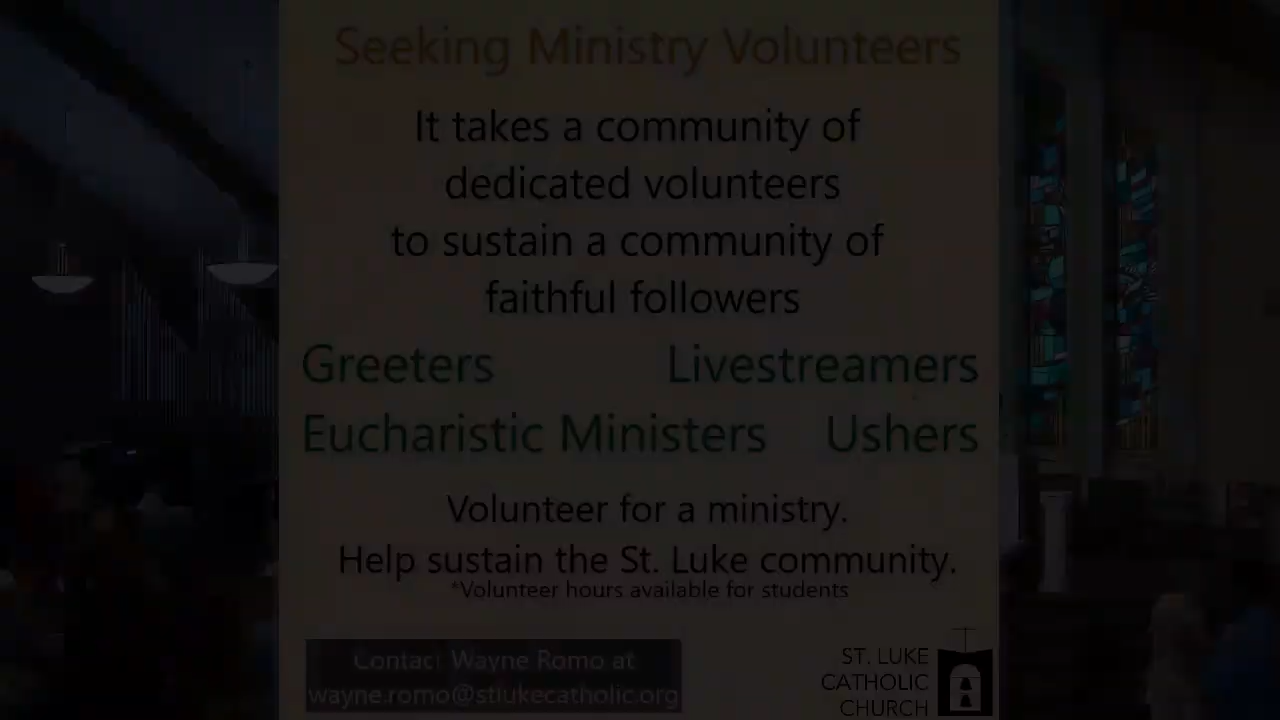 Seeking Ministry Volunteers
It takes a community of
dedicated volunteers
to sustain a community of
faithful followers
Greeters Livestreamers
Eucharistic Ministers Ushers
Volunteer for a ministry.
Help sustain the St. Luke community.
*Volunteer hours available for students
Contact Wayne Romo at
wayne.romo@stlukecatholic.org
ST. LUKE
CATHOLIC
CHURCH